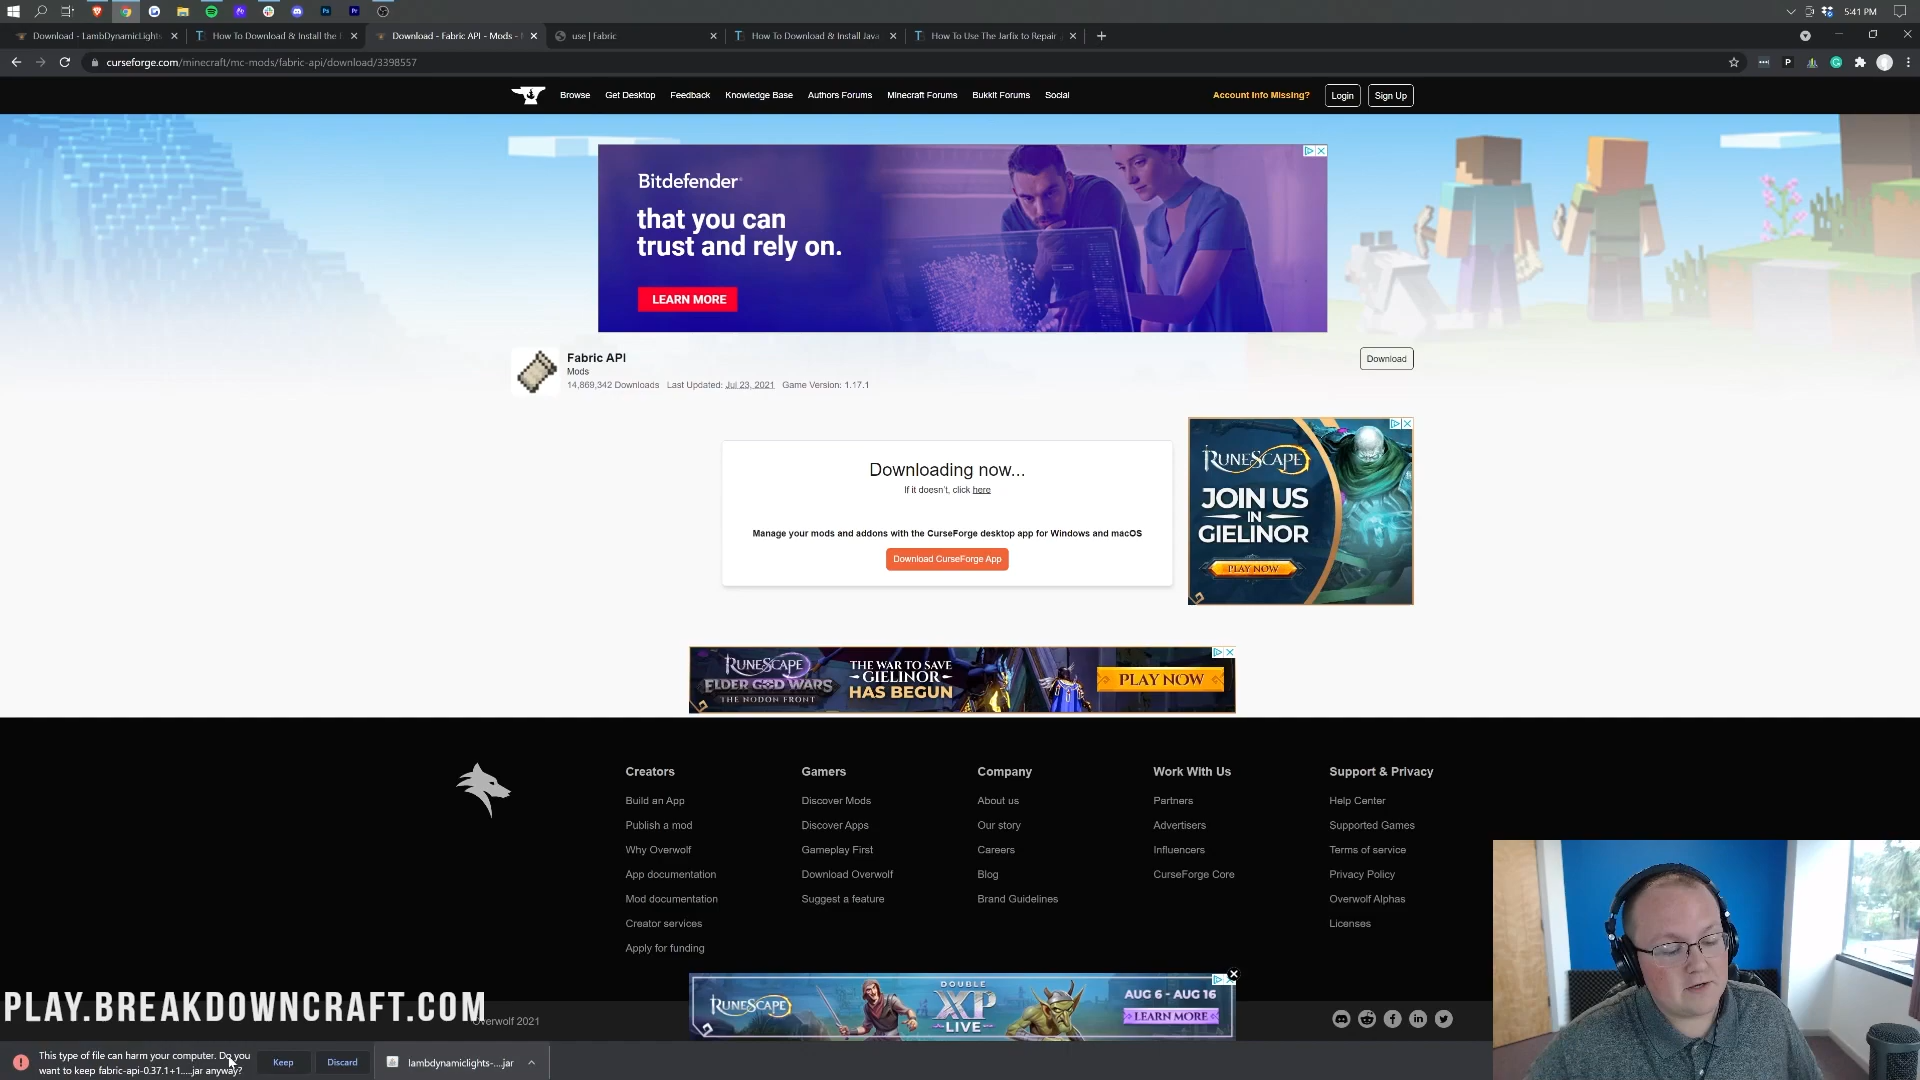 5:41 PM
Download - LambDynamicLights
How To Download & Install the F
Download - Fabric API - Mods -
use | Fabric
How To Download & Install Java
How To Use The Jarfix to Repair
curseforge.com/minecraft/mc-mods/fabric-api/download/3398557
Browse Get Desktop Feedback Knowledge Base Authors Forums Minecraft Forums Bukkit Forums Social
Account Info Missing? Login Sign Up
Bitdefender
that you can
trust and rely on.
LEARN MORE
Fabric API
Mods
14,869,342 Downloads Last Updated: Jul 23, 2021 Game Version: 1.17.1
Download
Downloading now...
If it doesn't, click here
Manage your mods and addons with the CurseForge desktop app for Windows and macOS
Download CurseForge App
RUNESCAPE
JOIN US
IN
GIELINOR
PLAY NOW
RUNESCAPE
ELDER GOD WARS
THE NODON FRONT
THE WAR TO SAVE
GIELINOR
HAS BEGUN
PLAY NOW
Creators
Build an App
Publish a mod
Why Overwolf
App documentation
Mod documentation
Creator services
Apply for funding
Gamers
Discover Mods
Discover Apps
Gameplay First
Download Overwolf
Suggest a feature
Company
About us
Our story
Careers
Blog
Brand Guidelines
Work With Us
Partners
Advertisers
Influencers
CurseForge Core
Support & Privacy
Help Center
Supported Games
Terms of service
Privacy Policy
Overwolf Alphas
Licenses
RUNESCAPE
DOUBLE
XP
LIVE
AUG 6 - AUG 16
LEARN MORE
PLAY.BREAKDOWNCRAFT.COM
Overwolf 2021
This type of file can harm your computer. Do you
want to keep fabric-api-0.37.1+1....jar anyway?
Keep
Discard
lambdynamiclights-....jar